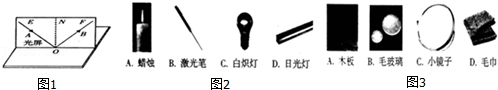 E N F
A B
光屏
O
A. 蜡烛 B. 激光笔 C. 白炽灯 D. 日光灯 A. 木板 B. 毛玻璃 C. 小镜子 D. 毛巾
图1 图2 图3